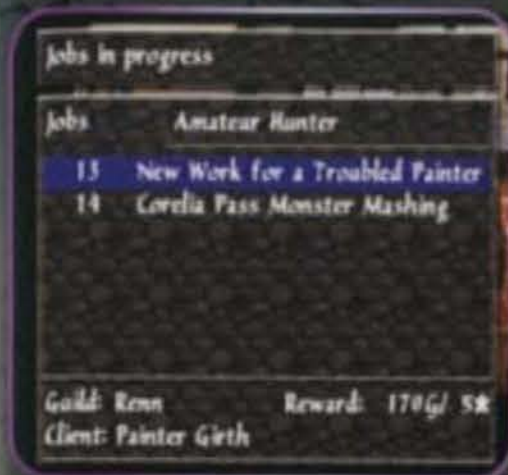 Jobs in progress
Jobs Amateur Hunter
13 New Work for a Troubled Painter
14 Corelia Pass Monster Mashing
Guild: Renn Reward: 170G/ 5★
Client: Painter Girth